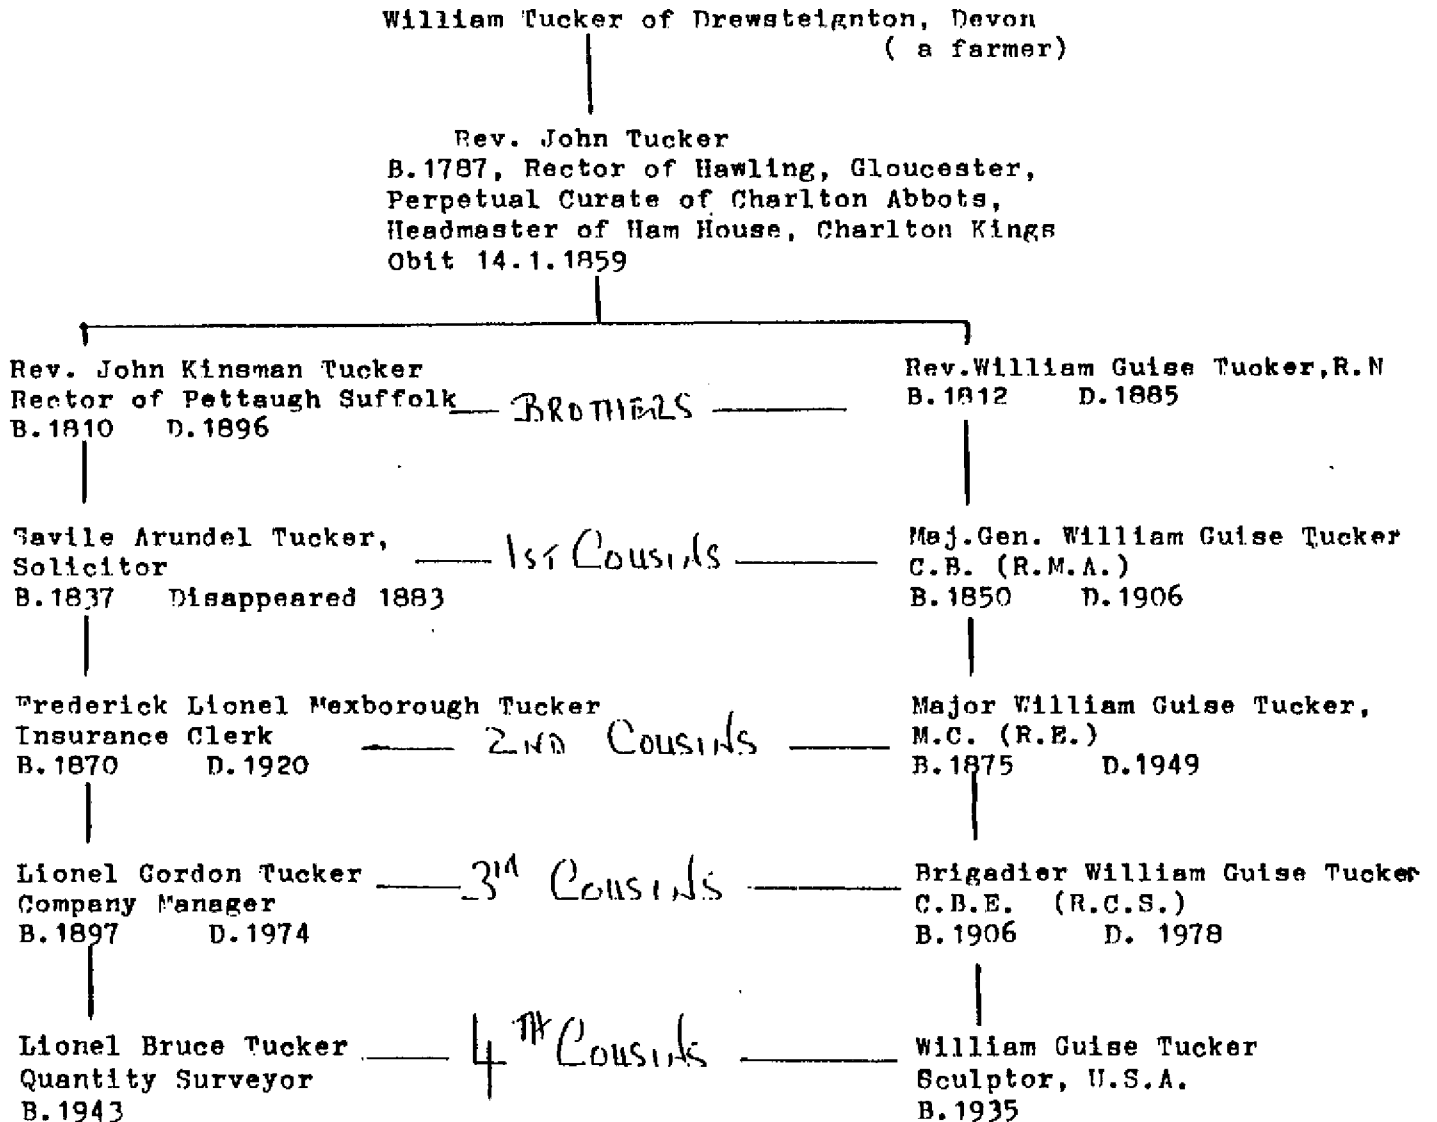 William Tucker of Drewsteignton, Devon
( a farmer)
Rev. John Tucker
B.1787, Rector of Hawling, Gloucester,
Perpetual Curate of Charlton Abbots,
Headmaster of Ham House, Charlton Kings
Obit 14.1.1859
Rev. John Kinsman Tucker
Rector of Pettaugh Suffolk
B.1810 D.1896
BROTHERS
Rev.William Guise Tucker,R.N
B.1812 D.1885
Savile Arundel Tucker,
Solicitor
B.1837 Disappeared 1883
1ST COUSINS
Maj.Gen. William Guise Tucker
C.B. (R.M.A.)
B.1850 D.1906
Frederick Lionel Mexborough Tucker
Insurance Clerk
B.1870 D.1920
2ND COUSINS
Major William Guise Tucker,
M.C. (R.E.)
B.1875 D.1949
Lionel Gordon Tucker
Company Manager
B.1897 D.1974
3rd COUSINS
Brigadier William Guise Tucker
C.B.E. (R.C.S.)
B.1906 D. 1978
Lionel Bruce Tucker
Quantity Surveyor
B.1943
4TH COUSINS
William Guise Tucker
Sculptor, U.S.A.
B.1935